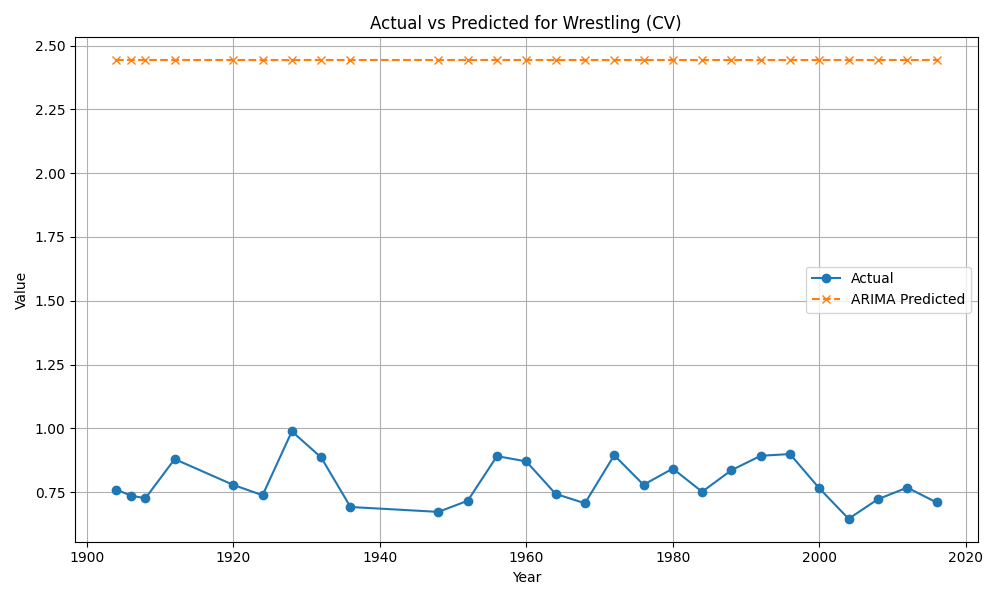 Actual vs Predicted for Wrestling (CV)
2.50
2.25
2.00
1.75
1.50
1.25
1.00
0.75
Value
Actual
ARIMA Predicted
1900 1920 1940 1960 1980 2000 2020
Year